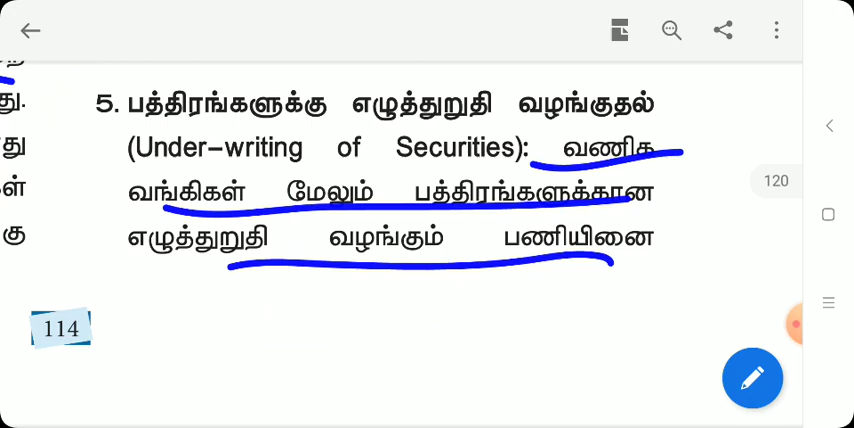 து.
5. பத்திரங்களுக்கு எழுத்துறுதி வழங்குதல்
(Under-writing of Securities): வணிக
வங்கிகள் மேலும் பத்திரங்களுக்கான
எழுத்துறுதி வழங்கும் பணியினை
து
ள்
கு
120
114